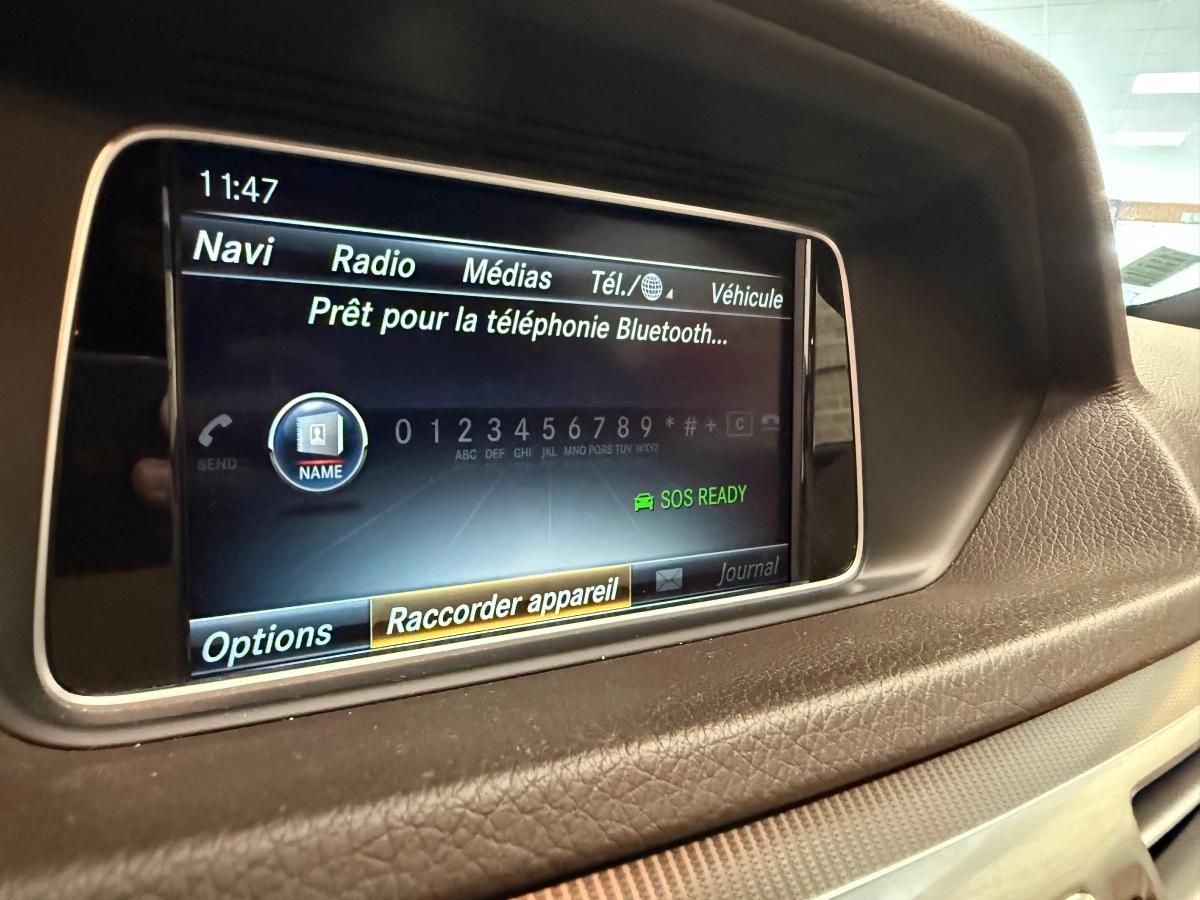 11:47
Navi Radio Médias Tél./ Véhicule
Prêt pour la téléphonie Bluetooth...
SEND NAME 0 1 2 3 4 5 6 7 8 9 * # + C
ABC DEF GHI JKL MNO PQRS TUV WXYZ
SOS READY
Options Raccorder appareil Journal